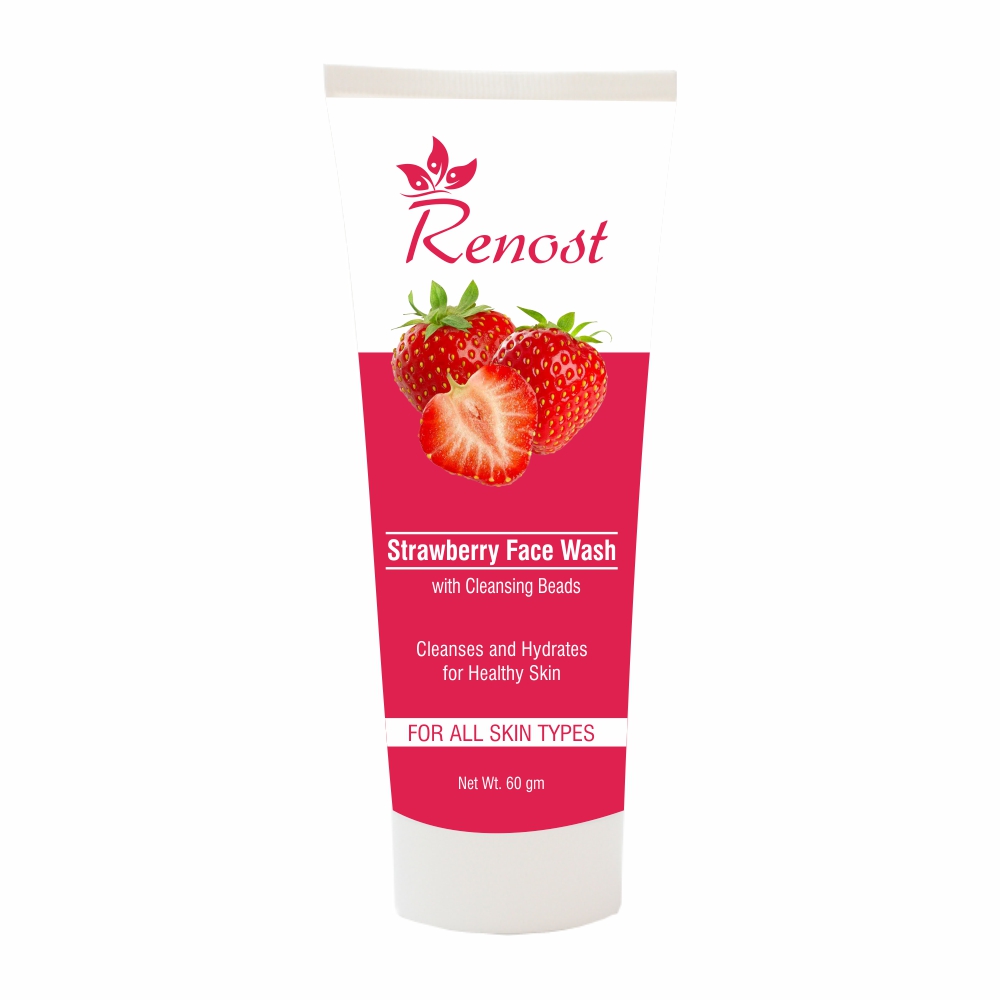 Renost
Strawberry Face Wash
with Cleansing Beads
Cleanses and Hydrates
for Healthy Skin
FOR ALL SKIN TYPES
Net Wt. 60 gm